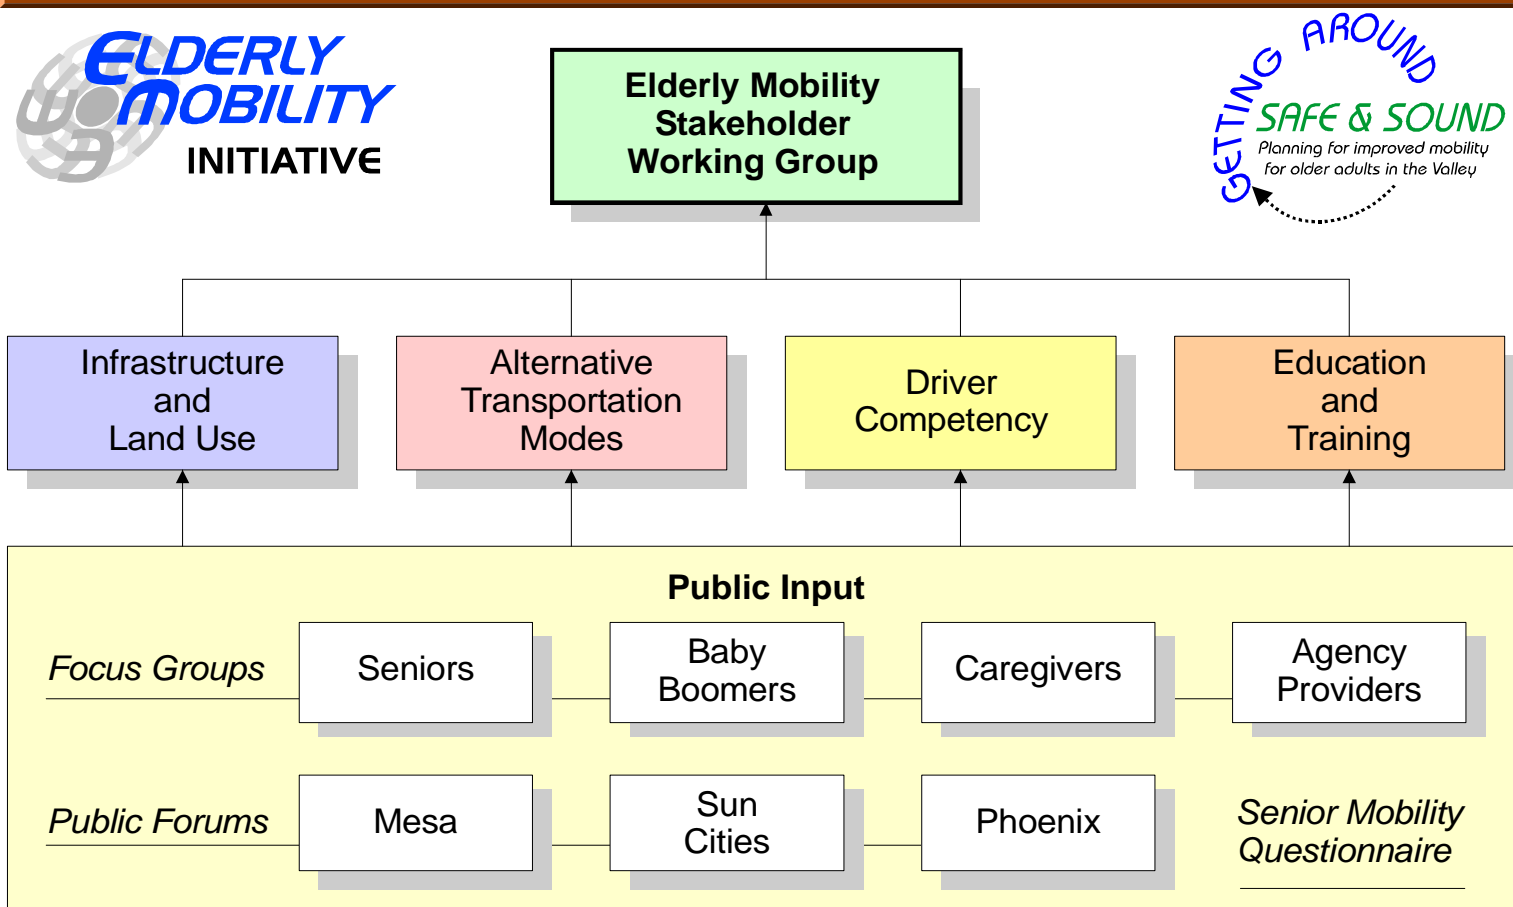 ELDERLY
MOBILITY
INITIATIVE
Elderly Mobility
Stakeholder
Working Group
GETTING AROUND
SAFE & SOUND
Planning for improved mobility
for older adults in the Valley
Infrastructure
and
Land Use
Alternative
Transportation
Modes
Driver
Competency
Education
and
Training
Public Input
Focus Groups
Seniors
Baby
Boomers
Caregivers
Agency
Providers
Public Forums
Mesa
Sun
Cities
Phoenix
Senior Mobility
Questionnaire